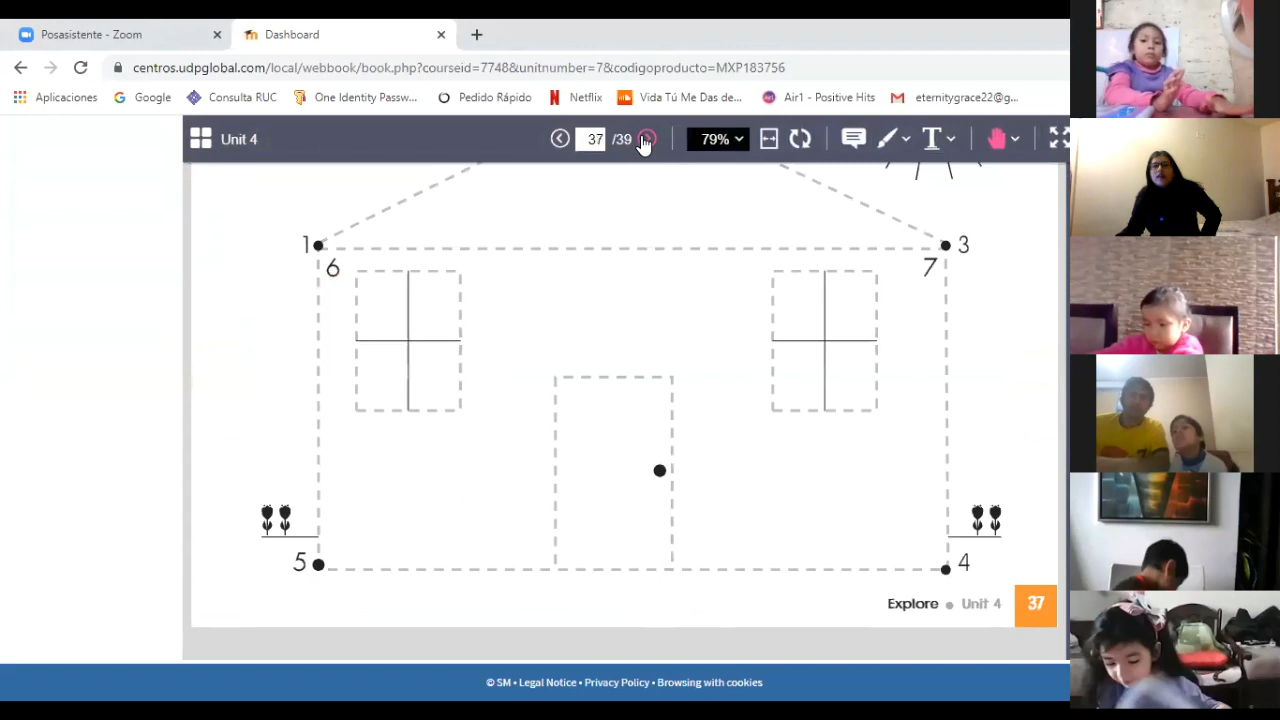 Posasistente - Zoom
Dashboard
centros.udpglobal.com/local/webbook/book.php?courseid=7748&unitnumber=7&codigoproducto=MXP183756
Aplicaciones
Google
Consulta RUC
One Identity Passw...
Pedido Rápido
Netflix
Vida Tú Me Das de...
Air1 - Positive Hits
eternitygrace22@g...
Unit 4
37 /39
79%
T
1
3
6
7
5
4
Explore • Unit 4 37
© SM • Legal Notice • Privacy Policy • Browsing with cookies